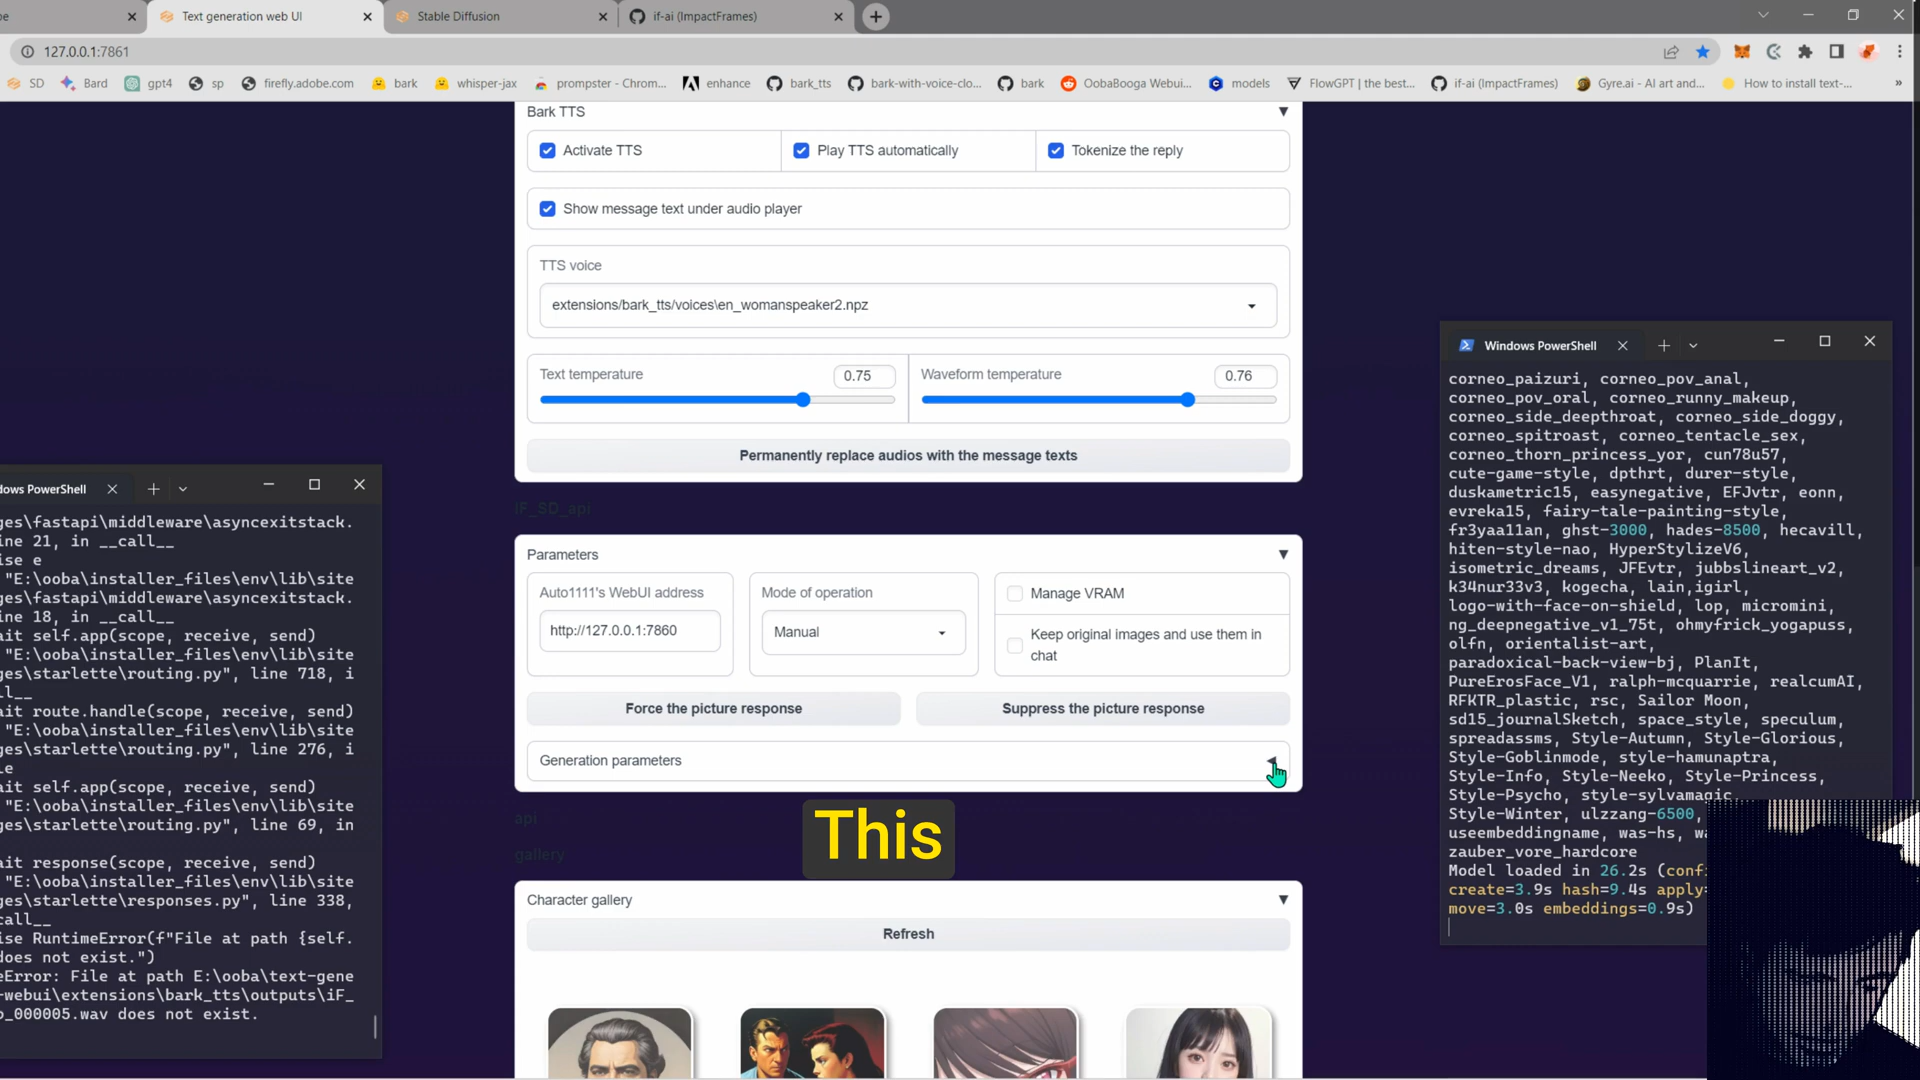 Text generation web UI
Stable Diffusion
if-ai (ImpactFrames)
127.0.0.1:7861
SD
Bard
gpt4
sp
firefly.adobe.com
bark
whisper-jax
prompster - Chrom...
enhance
bark_tts
bark-with-voice-clo...
bark
OobaBooga Webui...
models
FlowGPT | the best...
if-ai (ImpactFrames)
Gyre.ai - AI art and...
How to install text-...
»
Bark TTS
Activate TTS
Play TTS automatically
Tokenize the reply
Show message text under audio player
TTS voice
extensions/bark_tts/voices\en_womanspeaker2.npz
Text temperature
0.75
Waveform temperature
0.76
Permanently replace audios with the message texts
iF_SD_api
Parameters
Auto1111's WebUI address
http://127.0.0.1:7860
Mode of operation
Manual
Manage VRAM
Keep original images and use them in
chat
Force the picture response
Suppress the picture response
Generation parameters
api
This
gallery
Character gallery
Refresh
dows PowerShell
ges\fastapi\middleware\asyncexitstack.
ine 21, in __call__
ise e
"E:\ooba\installer_files\env\lib\site
ges\fastapi\middleware\asyncexitstack.
ine 18, in __call__
ait self.app(scope, receive, send)
"E:\ooba\installer_files\env\lib\site
ges\starlette\routing.py", line 718, i
ll__
ait route.handle(scope, receive, send)
"E:\ooba\installer_files\env\lib\site
ges\starlette\routing.py", line 276, i
le
ait self.app(scope, receive, send)
"E:\ooba\installer_files\env\lib\site
ges\starlette\routing.py", line 69, in
ait response(scope, receive, send)
"E:\ooba\installer_files\env\lib\site
ges\starlette\responses.py", line 338,
call__
ise RuntimeError(f"File at path {self.
does not exist.")
eError: File at path E:\ooba\text-gene
-webui\extensions\bark_tts\outputs\iF_
o_000005.wav does not exist.
Windows PowerShell
corneo_paizuri, corneo_pov_anal,
corneo_pov_oral, corneo_runny_makeup,
corneo_side_deepthroat, corneo_side_doggy,
corneo_spitroast, corneo_tentacle_sex,
corneo_thorn_princess_yor, cun78u57,
cute-game-style, dpthrt, durer-style,
duskametric15, easynegative, EFJvtr, eonn,
evreka15, fairy-tale-painting-style,
fr3yaa11an, ghst-3000, hades-8500, hecavill,
hiten-style-nao, HyperStylizeV6,
isometric_dreams, JFEvtr, jubbslineart_v2,
k34nur33v3, kogecha, lain,igirl,
logo-with-face-on-shield, lop, micromini,
ng_deepnegative_v1_75t, ohmyfrick_yogapuss,
olfn, orientalist-art,
paradoxical-back-view-bj, PlanIt,
PureErosFace_V1, ralph-mcquarrie, realcumAI,
RFKTR_plastic, rsc, Sailor Moon,
sd15_journalSketch, space_style, speculum,
spreadassms, Style-Autumn, Style-Glorious,
Style-Goblinmode, style-hamunaptra,
Style-Info, Style-Neeko, Style-Princess,
Style-Psycho, style-sylvamagic,
Style-Winter, ulzzang-6500,
useembeddingname, was-hs, wa
zauber_vore_hardcore
Model loaded in 26.2s (conf
create=3.9s hash=9.4s apply=
move=3.0s embeddings=0.9s)